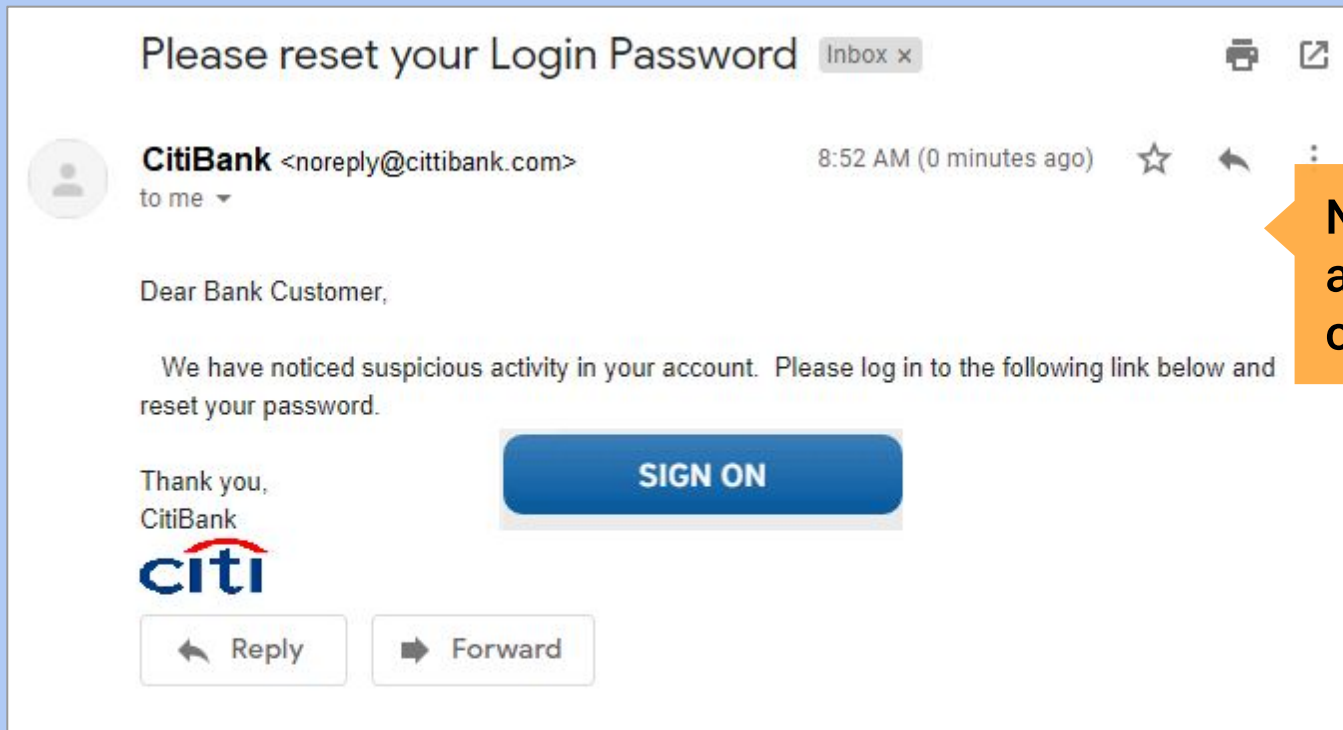 Please reset your Login Password Inbox x
CitiBank <noreply@cittibank.com> 8:52 AM (0 minutes ago)
to me
Dear Bank Customer,
We have noticed suspicious activity in your account. Please log in to the following link below and
reset your password.
SIGN ON
Thank you,
CitiBank
citi
Reply Forward